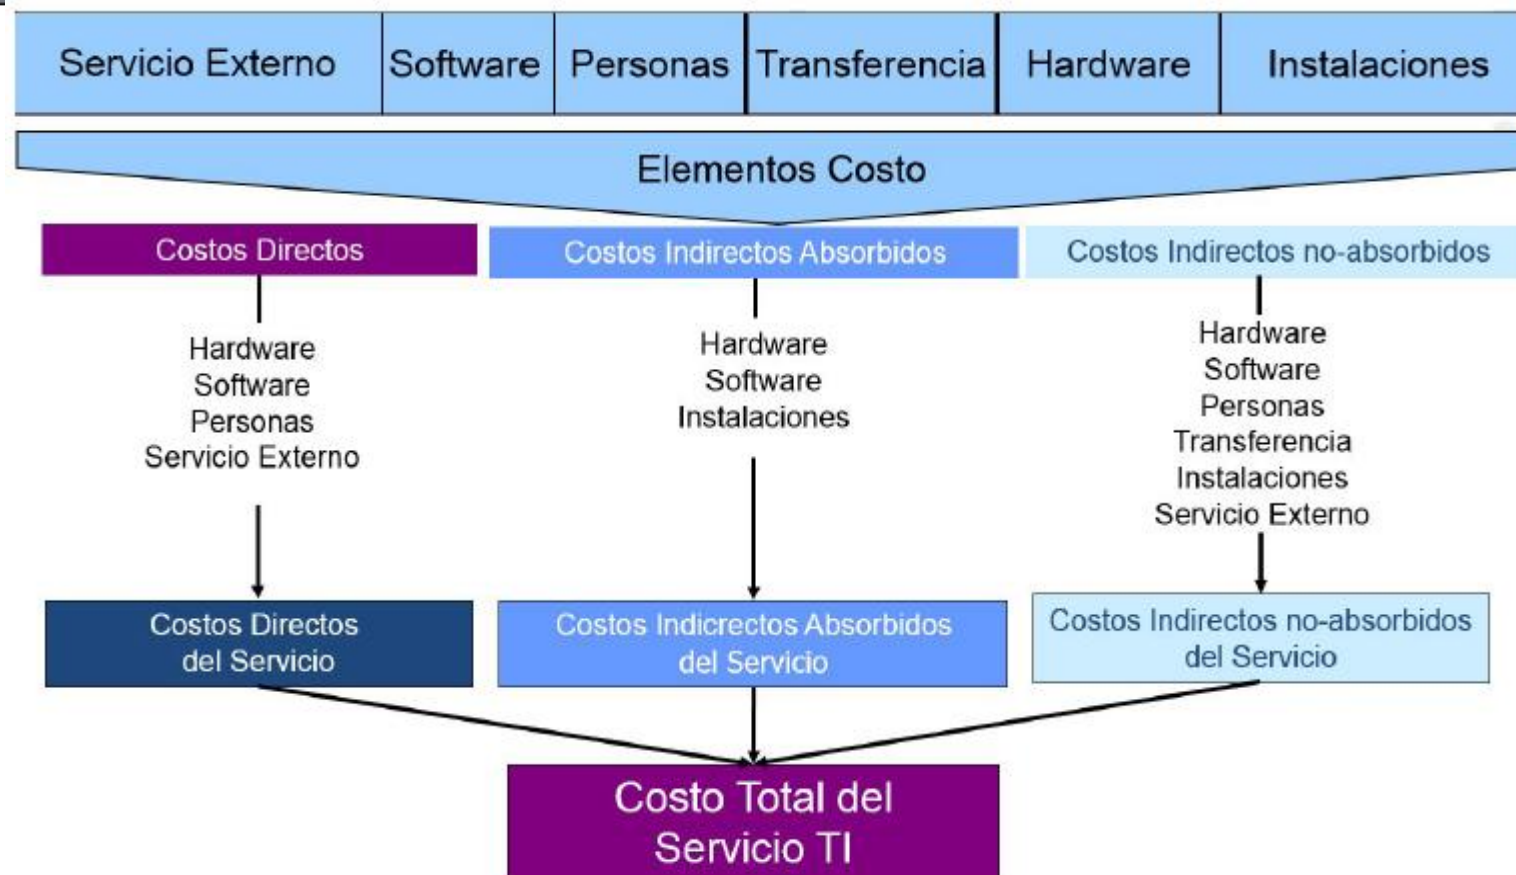 Servicio Externo Software Personas Transferencia Hardware Instalaciones
Elementos Costo
Costos Directos
Hardware
Software
Personas
Servicio Externo
Costos Directos
del Servicio
Costos Indirectos Absorbidos
Hardware
Software
Instalaciones
Costos Indicrectos Absorbidos
del Servicio
Costos Indirectos no-absorbidos
Hardware
Software
Personas
Transferencia
Instalaciones
Servicio Externo
Costos Indirectos no-absorbidos
del Servicio
Costo Total del
Servicio TI